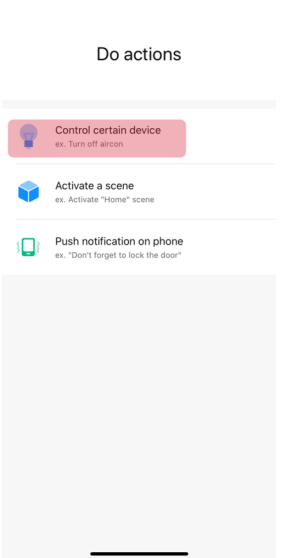 Do actions
Control certain device
ex. Turn off aircon
Activate a scene
ex. Activate "Home" scene
Push notification on phone
ex. "Don't forget to lock the door"